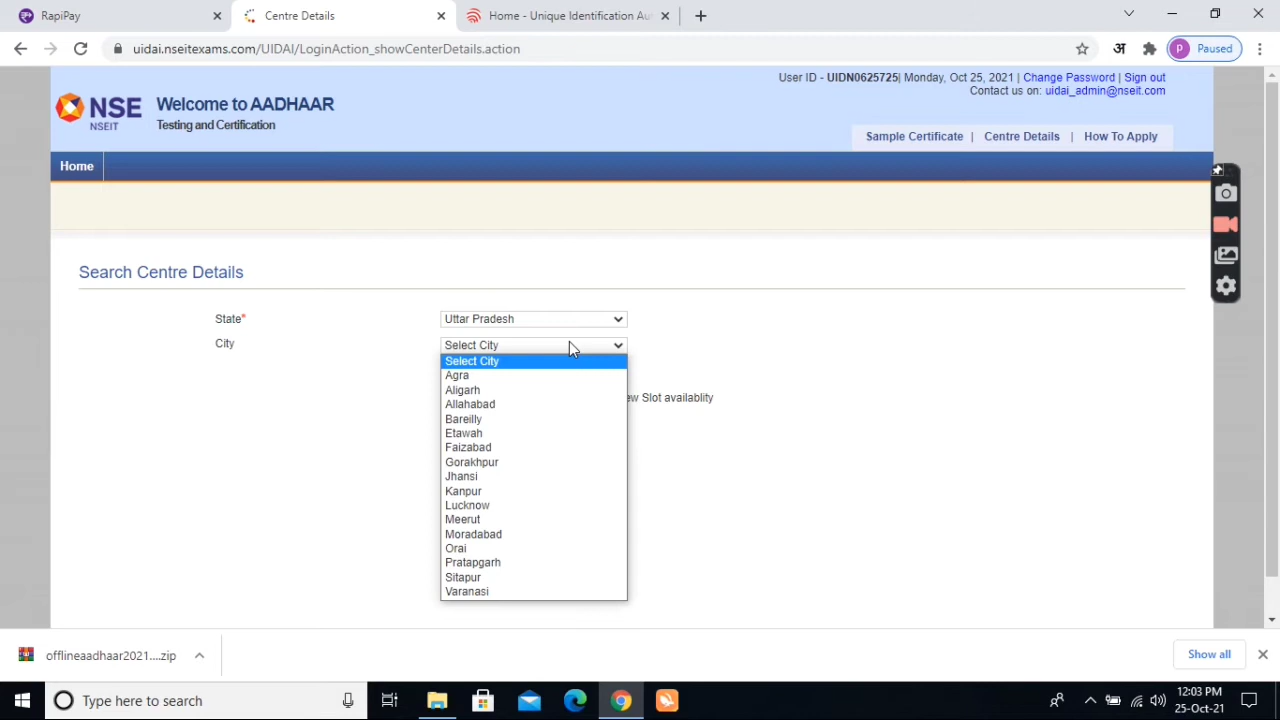 RapiPay
Centre Details
Home - Unique Identification Au
uidai.nseitexams.com/UIDAI/LoginAction_showCenterDetails.action
अ
P Paused
User ID - UIDN0625725| Monday, Oct 25, 2021 | Change Password | Sign out
Contact us on: uidai_admin@nseit.com
NSE
NSEIT
Welcome to AADHAAR
Testing and Certification
Sample Certificate | Centre Details | How To Apply
Home
Search Centre Details
State* Uttar Pradesh
City Select City
Select City
Agra
Aligarh
ew Slot availablity
Allahabad
Bareilly
Etawah
Faizabad
Gorakhpur
Jhansi
Kanpur
Lucknow
Meerut
Moradabad
Orai
Pratapgarh
Sitapur
Varanasi
offlineaadhaar2021....zip
Show all
Type here to search
12:03 PM
25-Oct-21